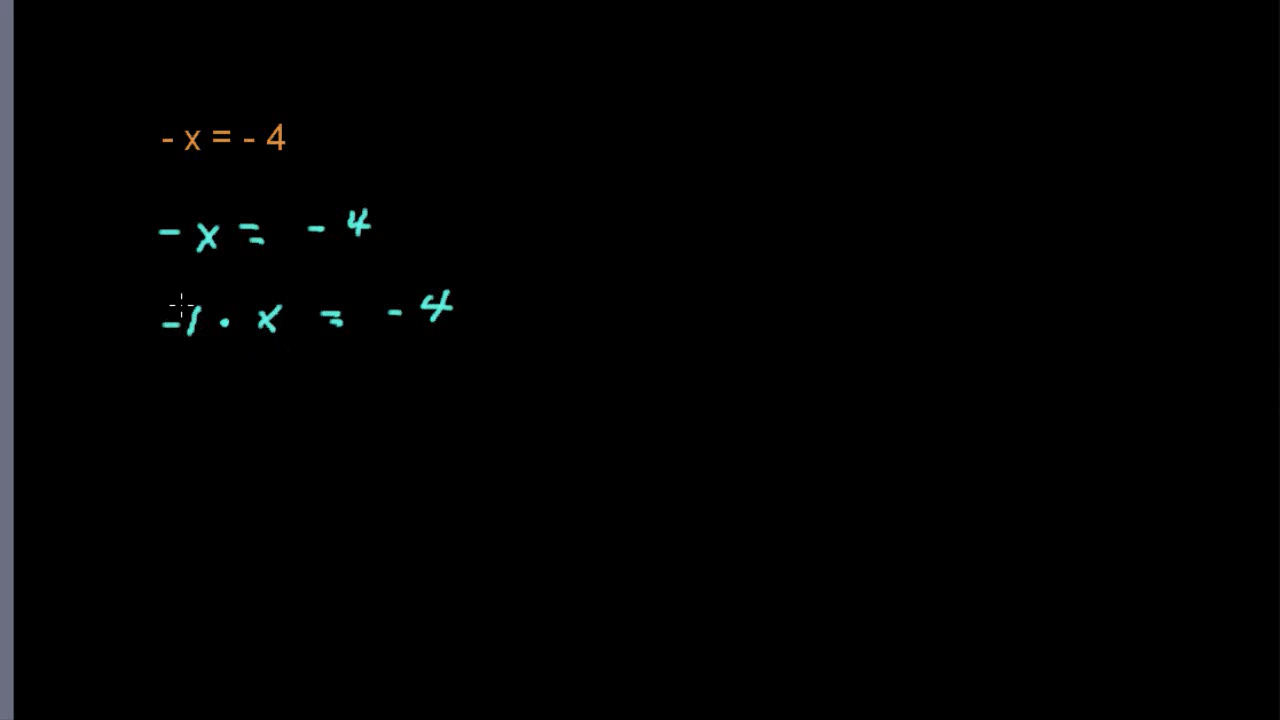 - x = - 4
- x = - 4
-1 . x = - 4